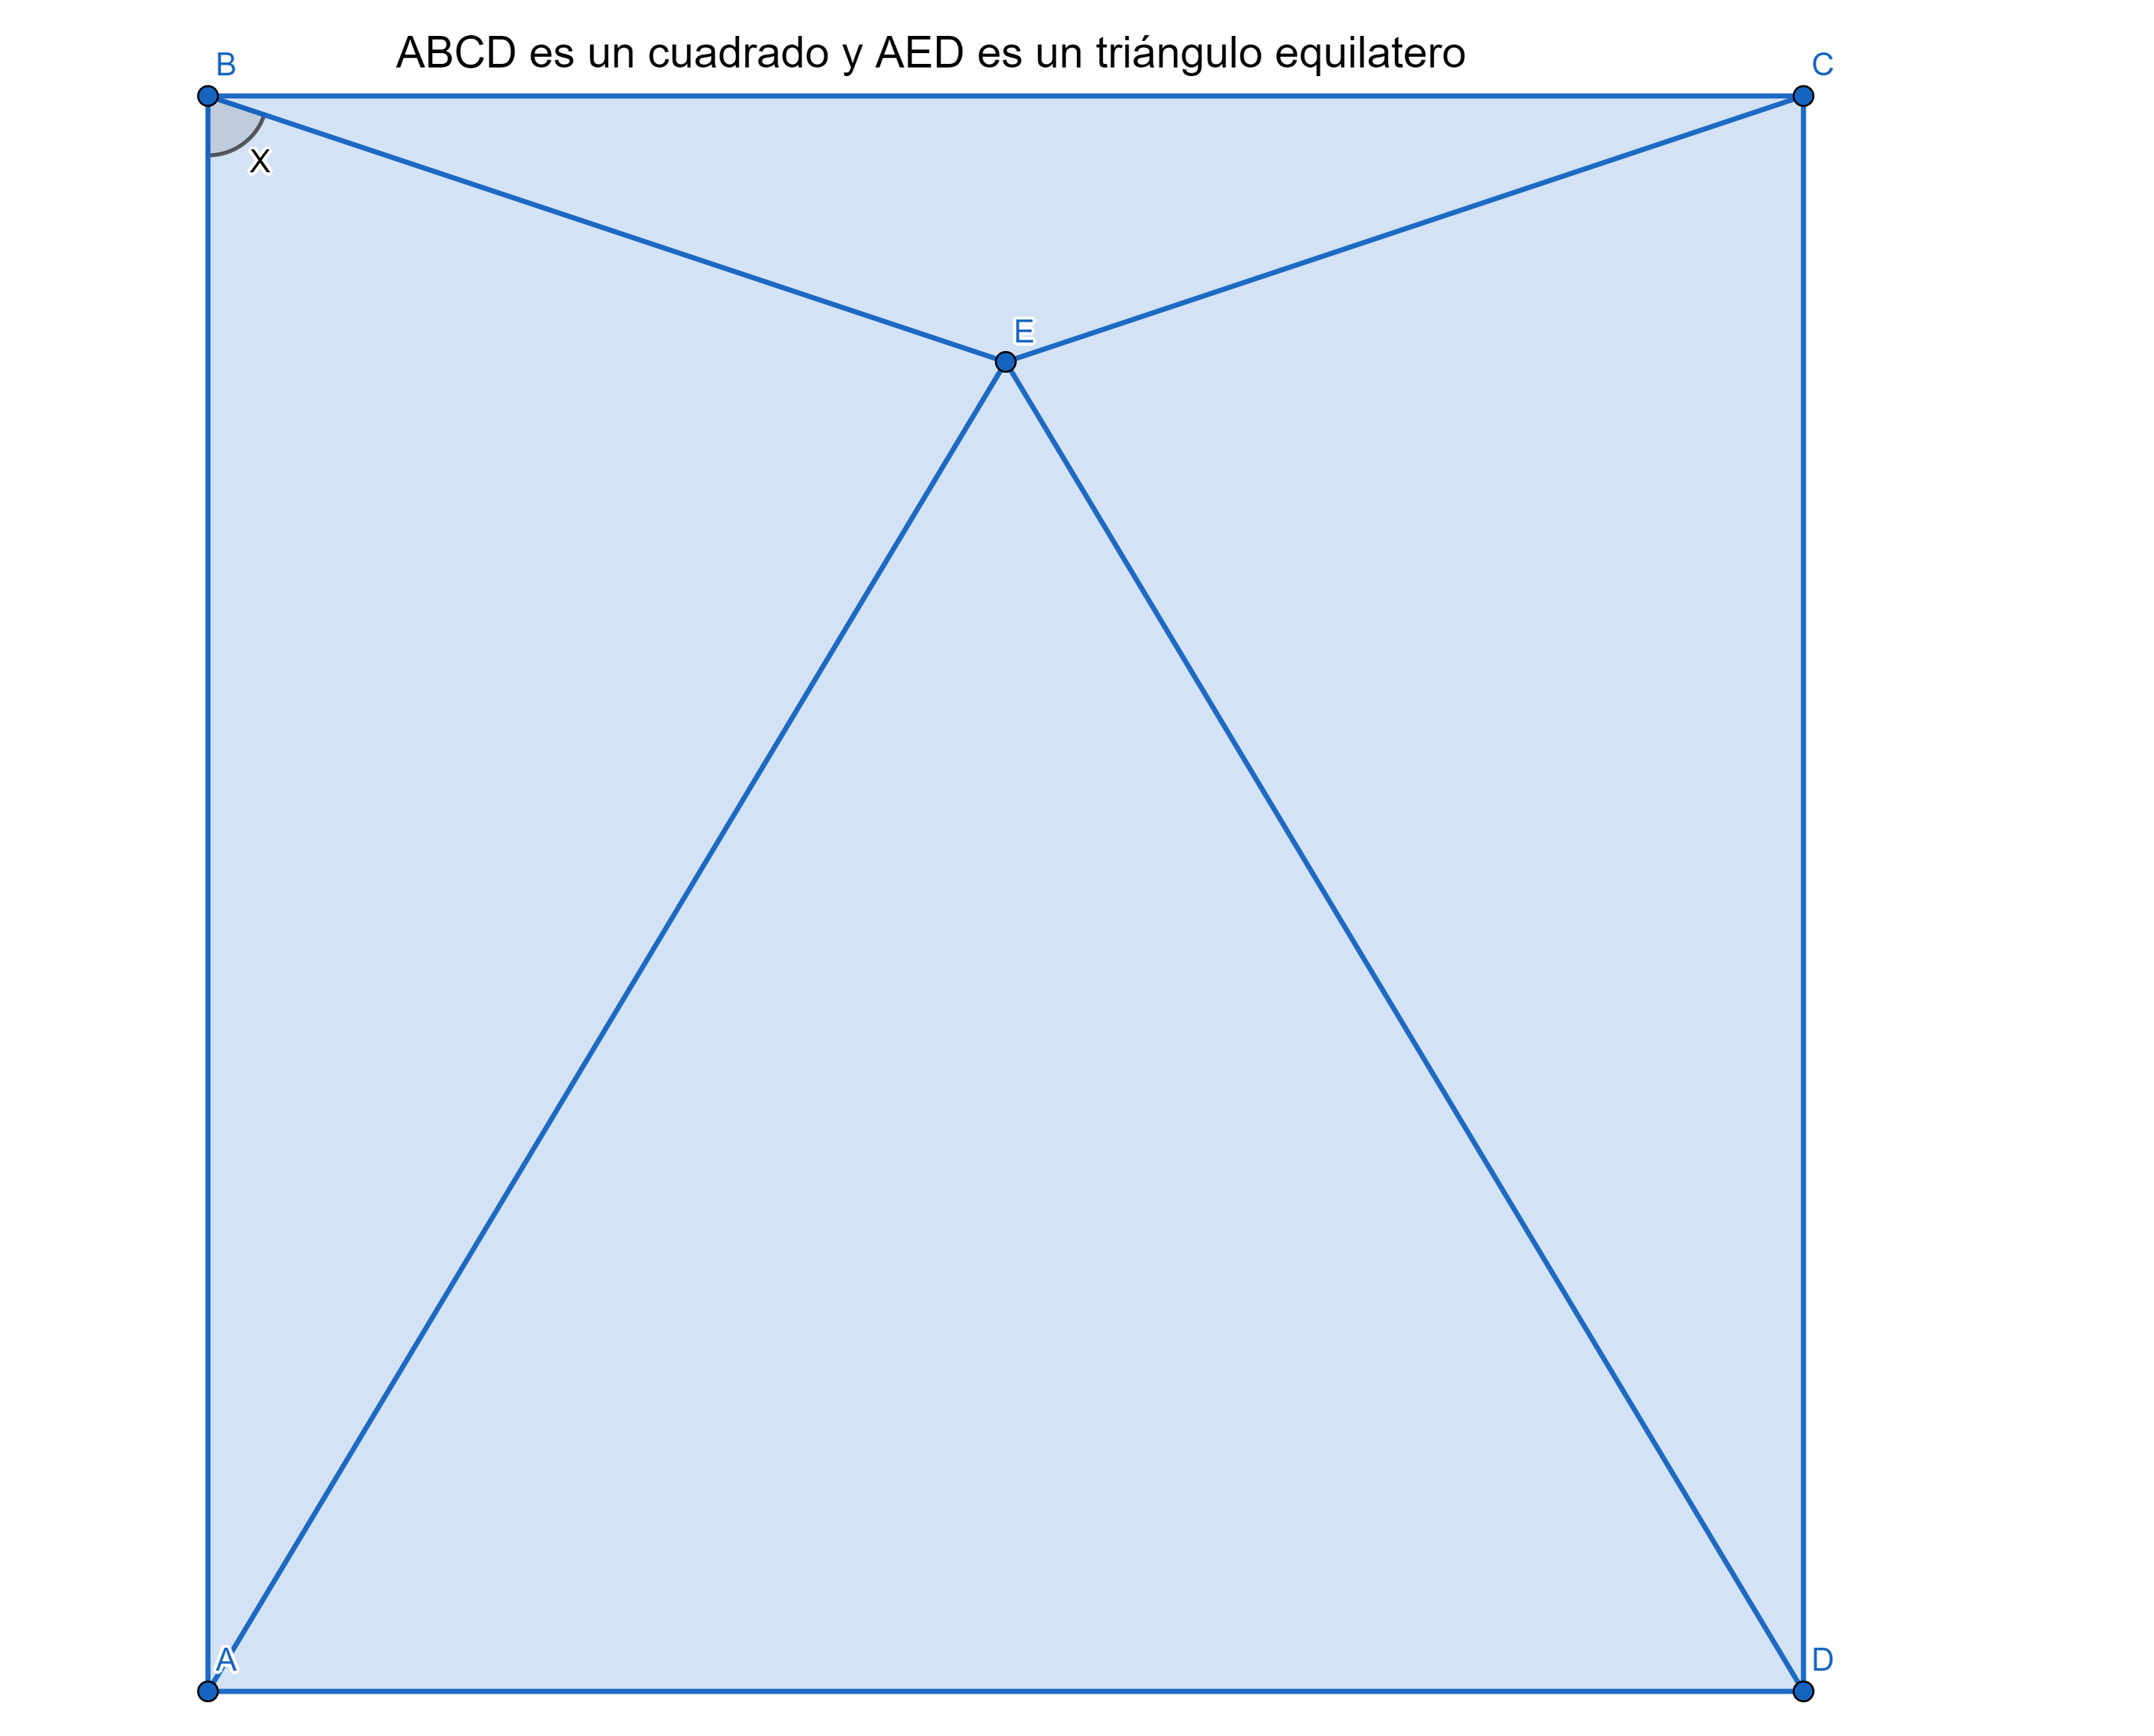 ABCD es un cuadrado y AED es un triángulo equilatero
B
C
x
E
A
D